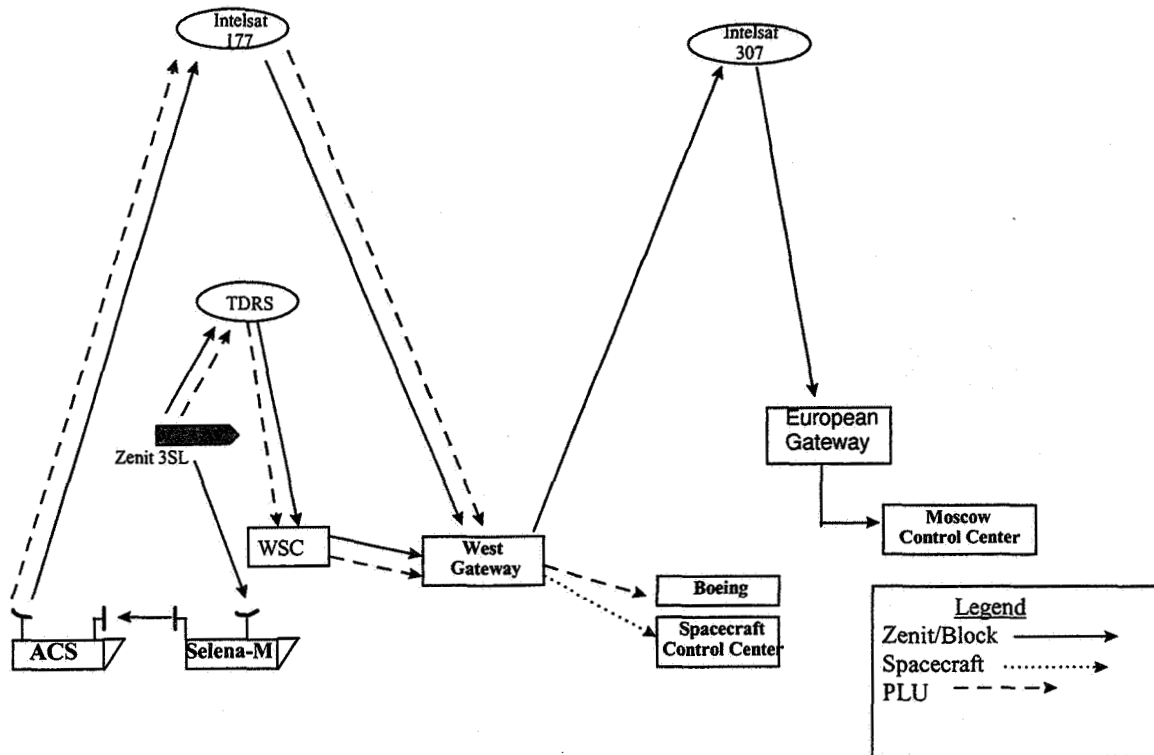 Intelsat
177
Intelsat
307
TDRS
Zenit 3SL
European
Gateway
WSC
West
Gateway
Moscow
Control Center
Boeing
Spacecraft
Control Center
ACS
Selena-M
Legend
Zenit/Block
Spacecraft
PLU